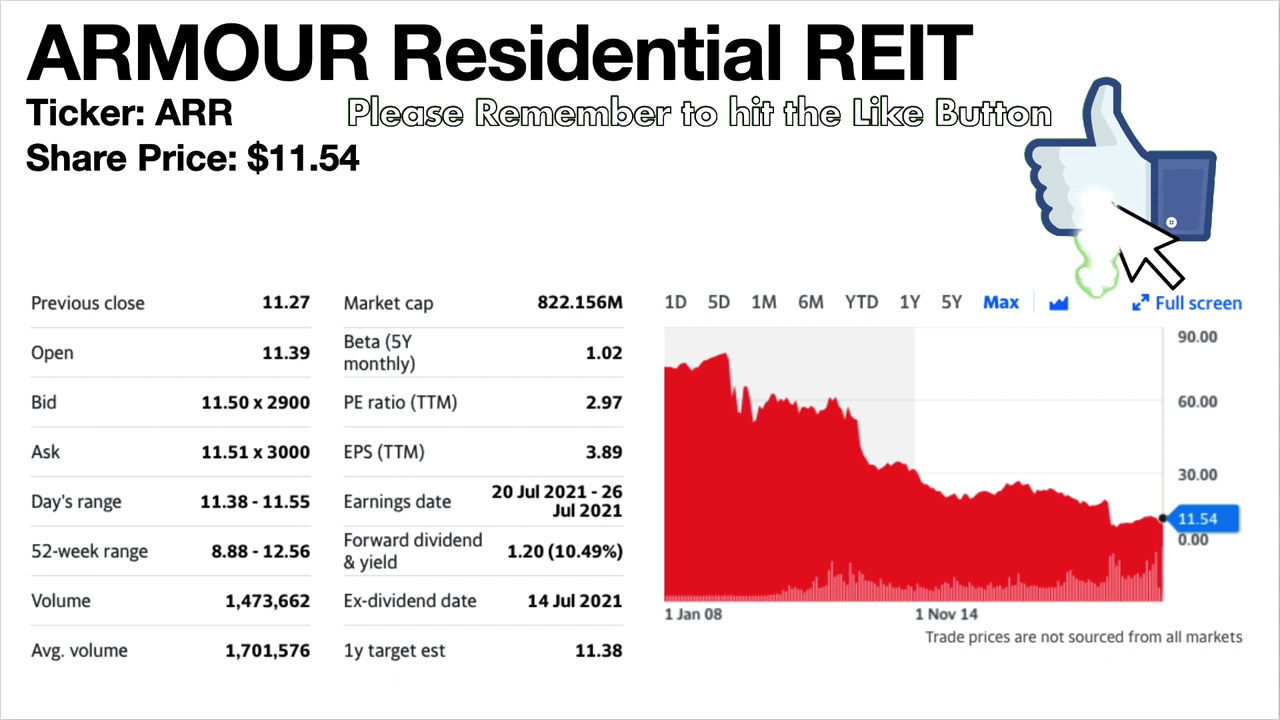 ARMOUR Residential REIT
Ticker: ARR
Please Remember to hit the Like Button
Share Price: $11.54
Previous close 11.27
Open 11.39
Bid 11.50 x 2900
Ask 11.51 x 3000
Day's range 11.38 - 11.55
52-week range 8.88 - 12.56
Volume 1,473,662
Avg. volume 1,701,576
Market cap 822.156M
Beta (5Y
monthly) 1.02
PE ratio (TTM) 2.97
EPS (TTM) 3.89
Earnings date 20 Jul 2021 - 26
Jul 2021
Forward dividend
& yield 1.20 (10.49%)
Ex-dividend date 14 Jul 2021
1y target est 11.38
1D 5D 1M 6M YTD 1Y 5Y Max Full screen
90.00
60.00
30.00
11.54
0.00
1 Jan 08 1 Nov 14
Trade prices are not sourced from all markets